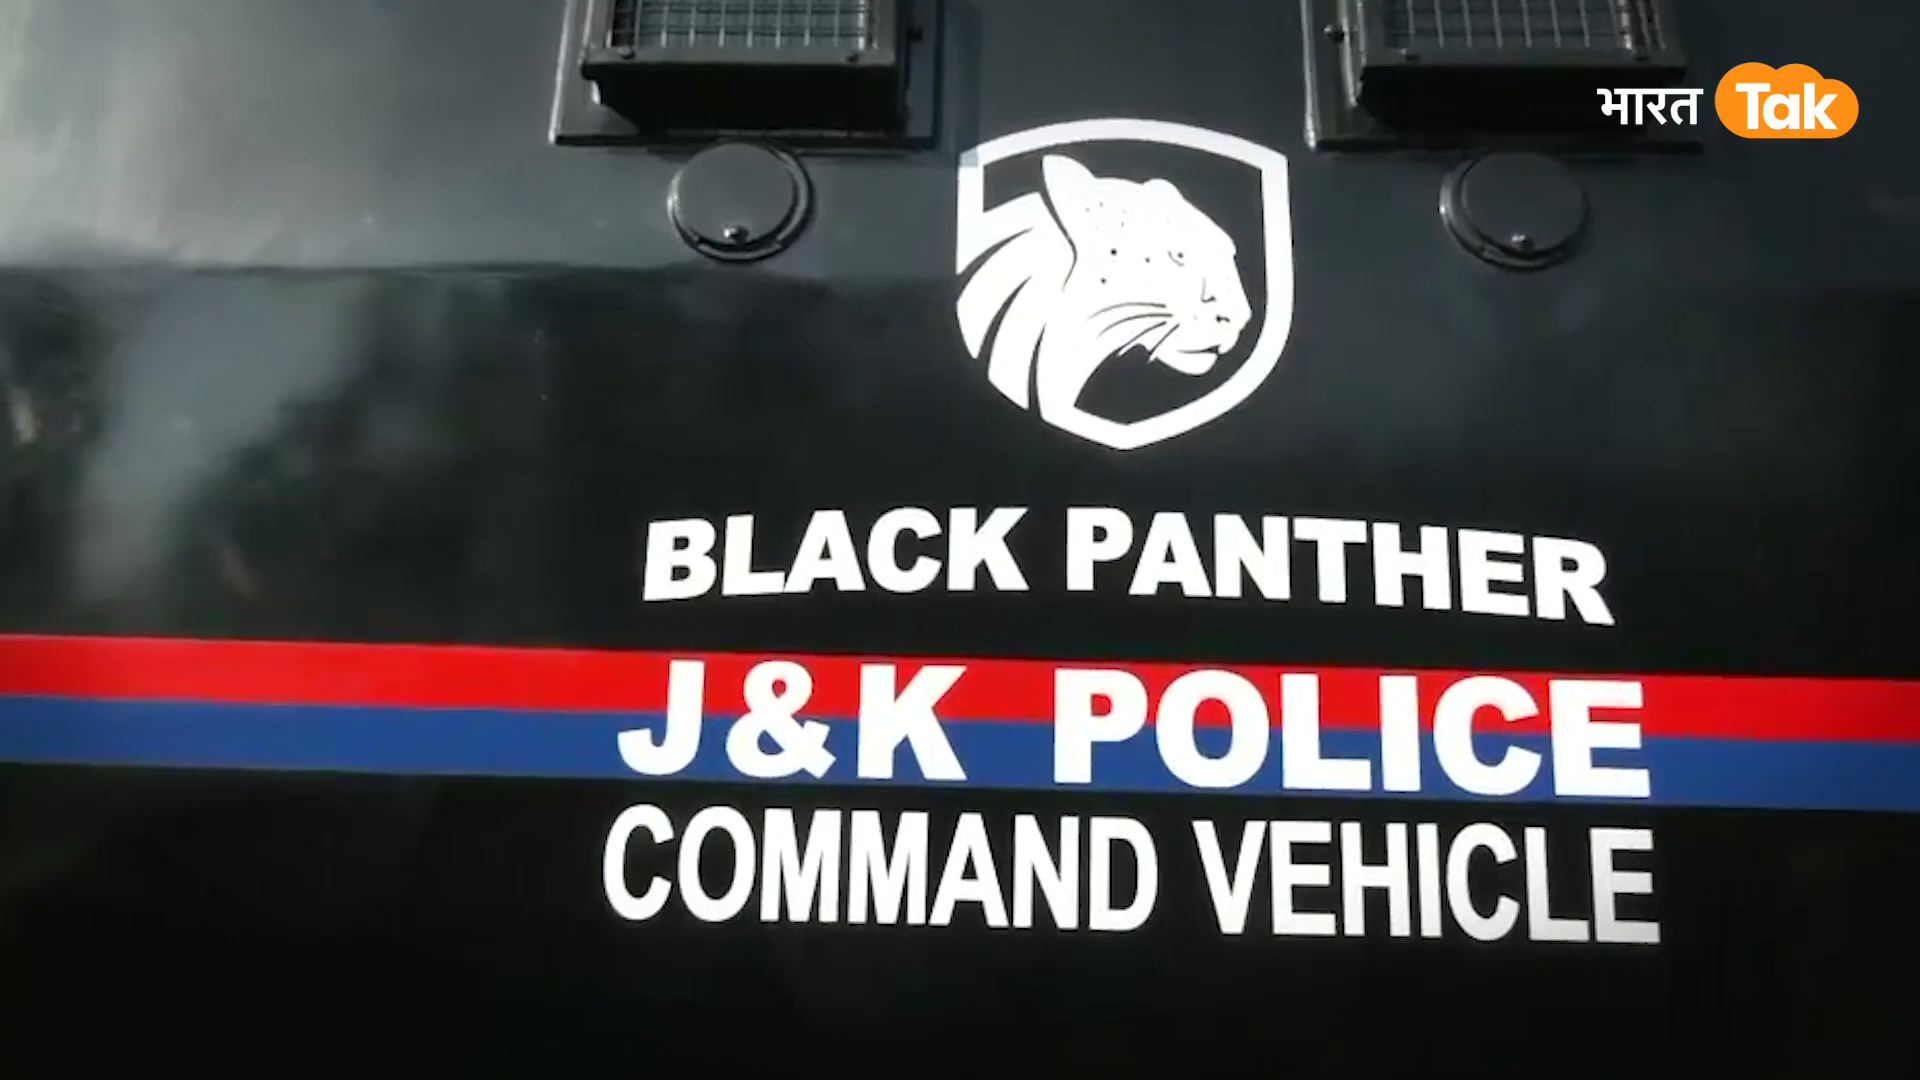 भारत Tak
BLACK PANTHER
J&K POLICE
COMMAND VEHICLE